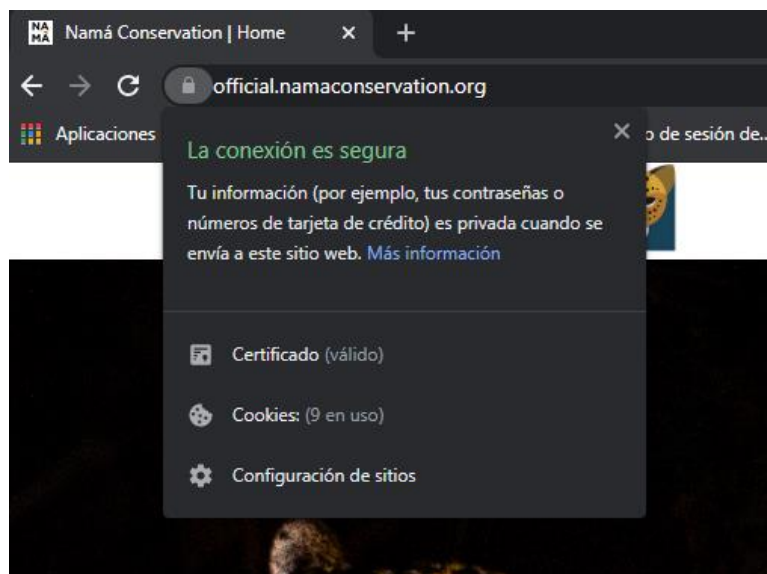 NA
MÁ
Namá Conservation | Home
official.namaconservation.org
Aplicaciones
o de sesión de...
La conexión es segura
Tu información (por ejemplo, tus contraseñas o
números de tarjeta de crédito) es privada cuando se
envía a este sitio web. Más información
Certificado (válido)
Cookies: (9 en uso)
Configuración de sitios